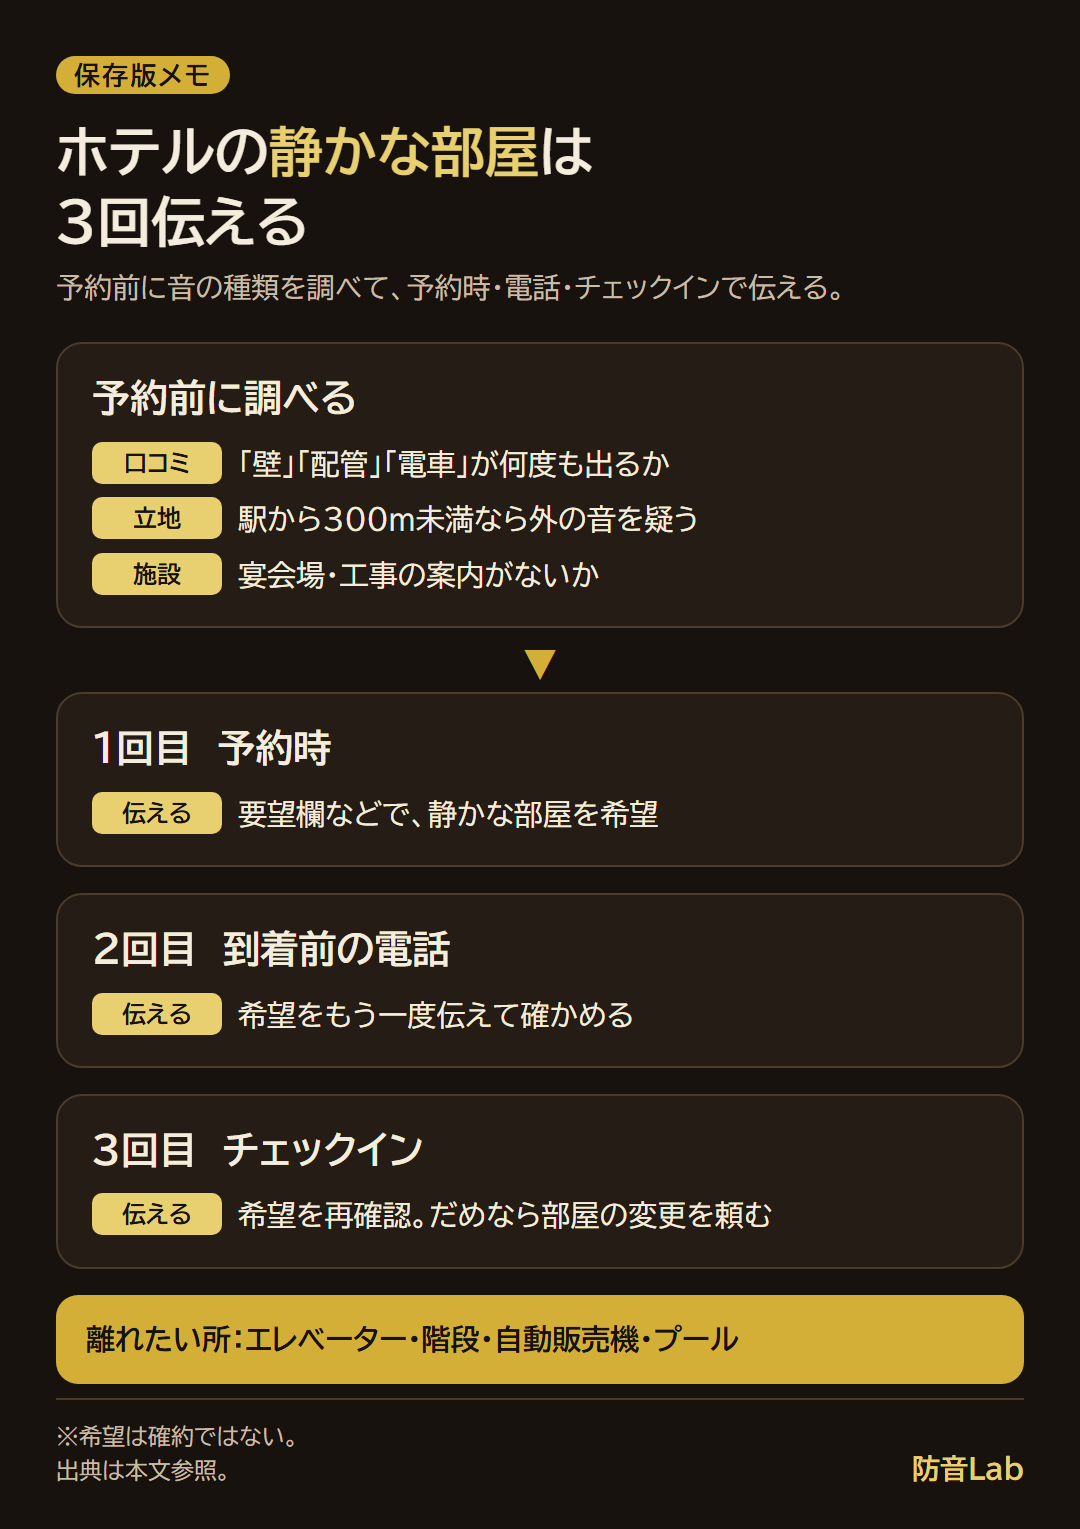 保存版メモ
ホテルの静かな部屋は
3回伝える
予約前に音の種類を調べて、予約時・電話・チェックインで伝える。
予約前に調べる
口コミ 「壁」「配管」「電車」が何度も出るか
立地 駅から300m未満なら外の音を疑う
施設 宴会場・工事の案内がないか
▼
1回目 予約時
伝える 要望欄などで、静かな部屋を希望
2回目 到着前の電話
伝える 希望をもう一度伝えて確かめる
3回目 チェックイン
伝える 希望を再確認。だめなら部屋の変更を頼む
離れたい所：エレベーター・階段・自動販売機・プール
※希望は確約ではない。
出典は本文参照。
防音Lab